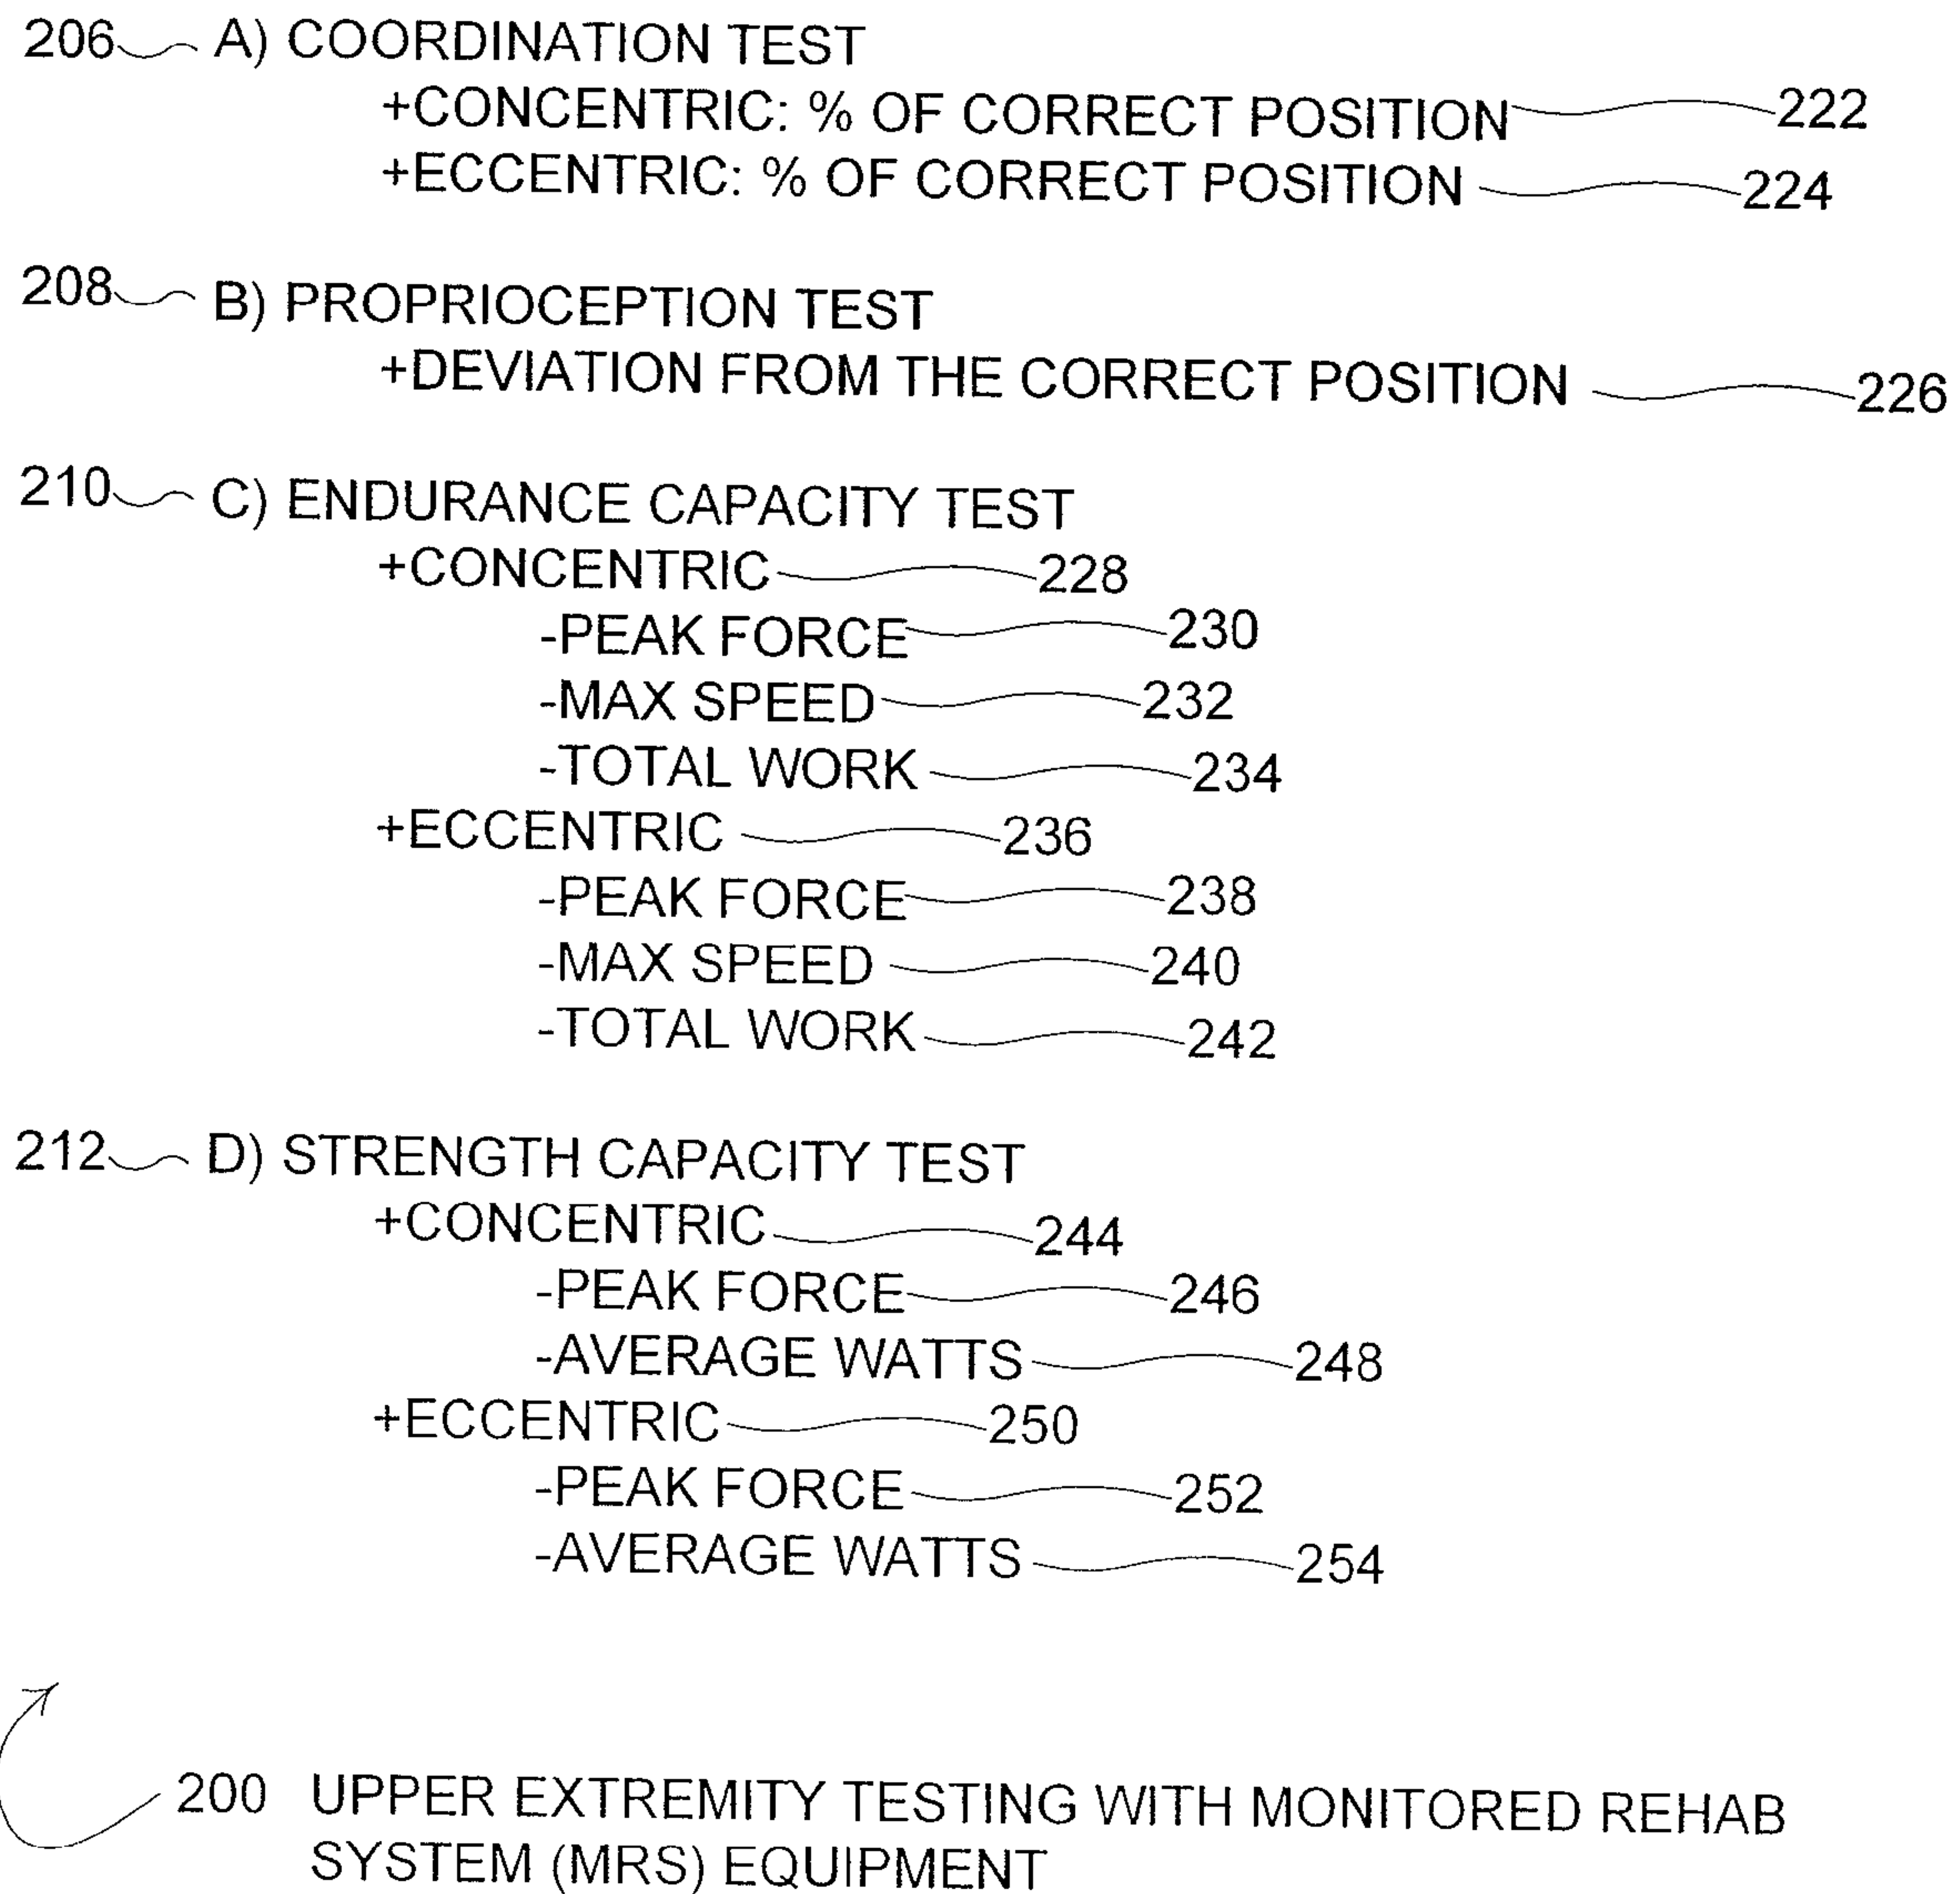 206 A) COORDINATION TEST
+CONCENTRIC: % OF CORRECT POSITION 222
+ECCENTRIC: % OF CORRECT POSITION 224
208 B) PROPRIOCEPTION TEST
+DEVIATION FROM THE CORRECT POSITION 226
210 C) ENDURANCE CAPACITY TEST
+CONCENTRIC 228
-PEAK FORCE 230
-MAX SPEED 232
-TOTAL WORK 234
+ECCENTRIC 236
-PEAK FORCE 238
-MAX SPEED 240
-TOTAL WORK 242
212 D) STRENGTH CAPACITY TEST
+CONCENTRIC 244
-PEAK FORCE 246
-AVERAGE WATTS 248
+ECCENTRIC 250
-PEAK FORCE 252
-AVERAGE WATTS 254
200 UPPER EXTREMITY TESTING WITH MONITORED REHAB
SYSTEM (MRS) EQUIPMENT